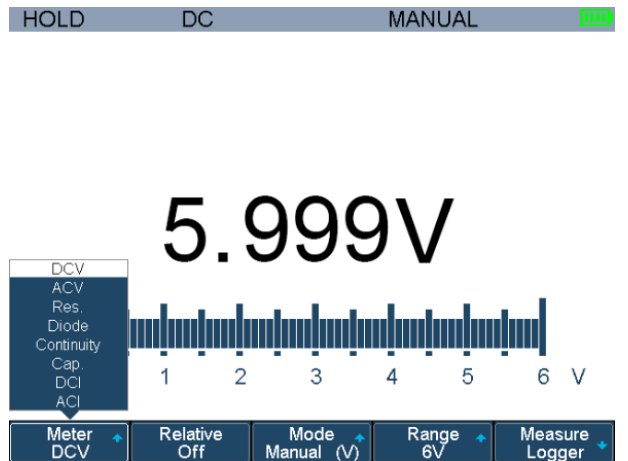 HOLD DC MANUAL
5.999V
DCV
ACV
Res.
Diode
Continuity
Cap.
DCI
ACI
1 2 3 4 5 6 V
Meter Relative Mode Range Measure
DCV Off Manual (V) 6V Logger